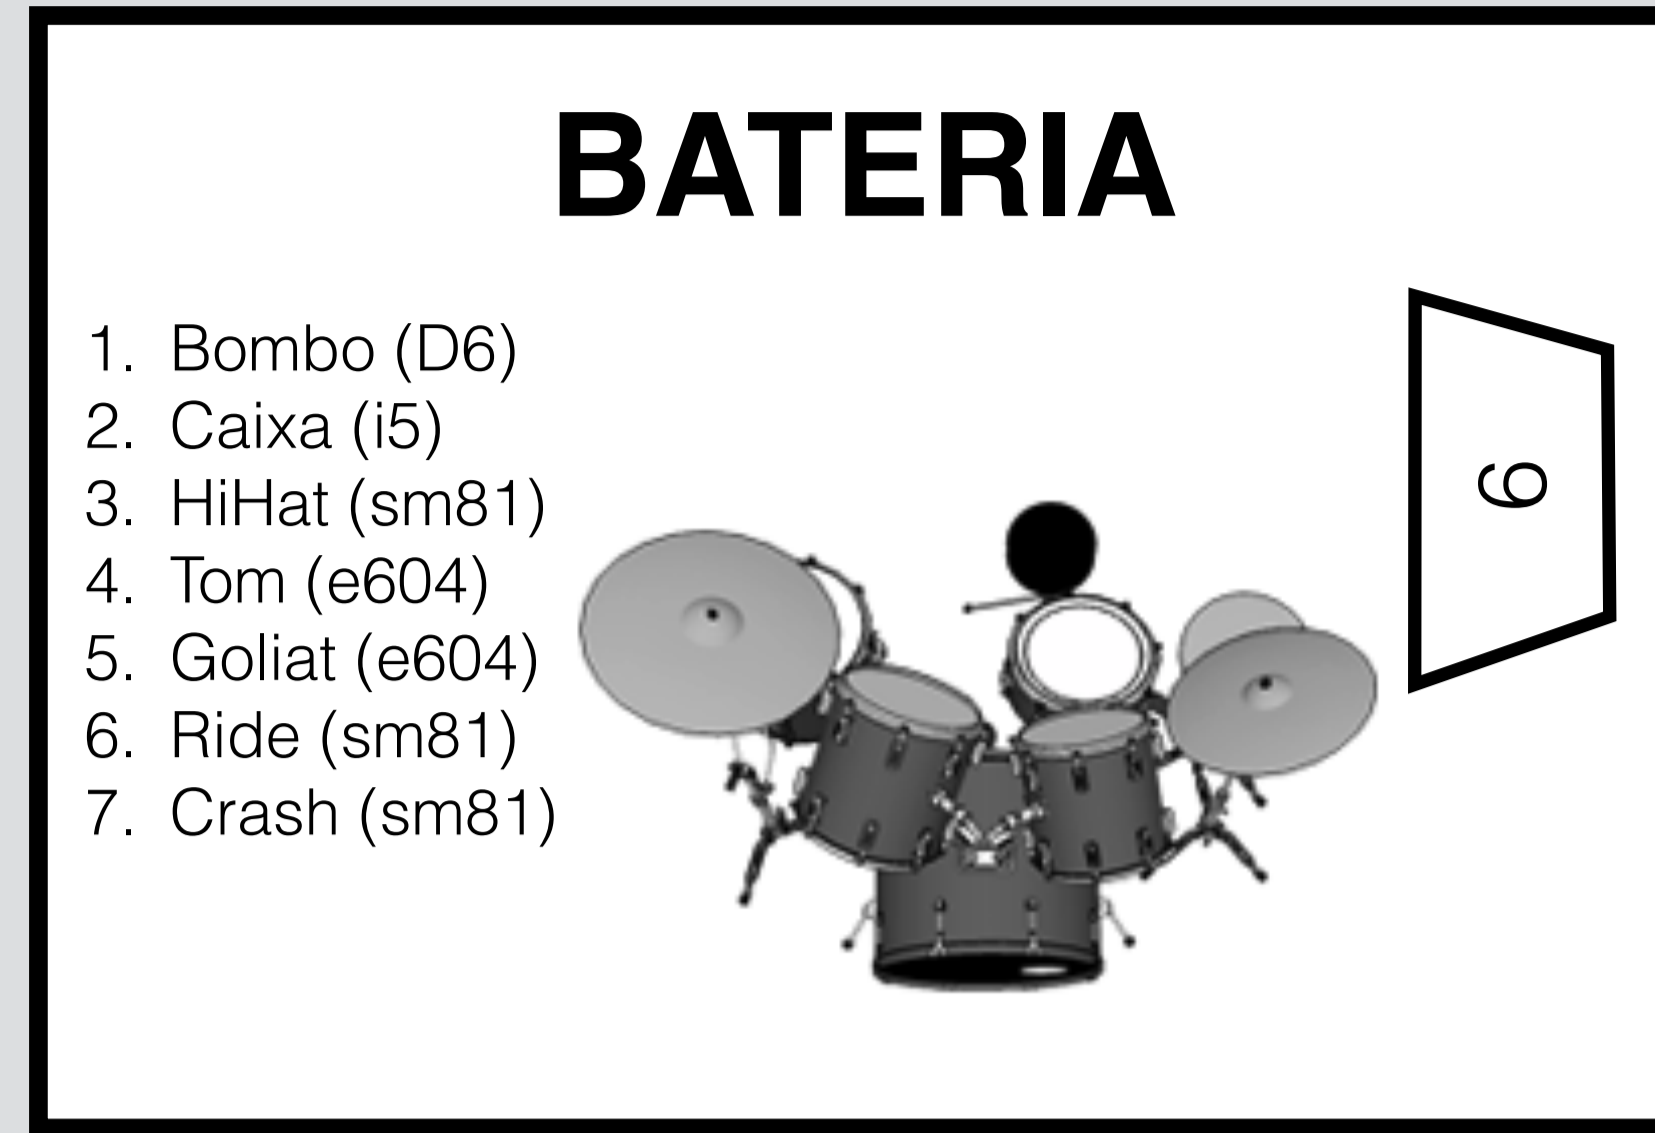 BATERIA
1. Bombo (D6)
2. Caixa (i5)
3. HiHat (sm81)
4. Tom (e604)
5. Goliat (e604)
6. Ride (sm81)
7. Crash (sm81)
6